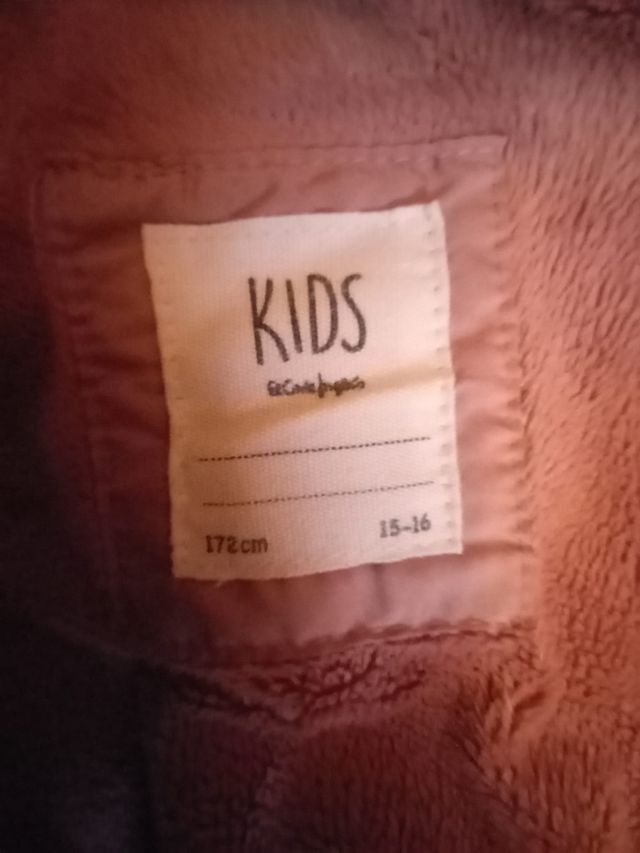 KIDS
El Corte Inglés
172cm 15-16